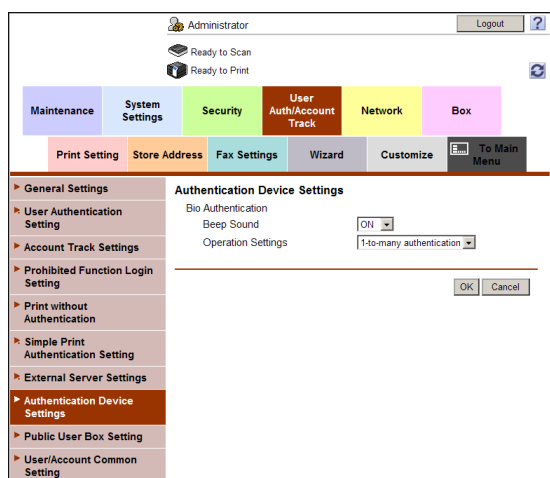 Administrator
Logout
?
Ready to Scan
Ready to Print
Maintenance
System
Settings
Security
User
Auth/Account
Track
Network
Box
Print Setting
Store Address
Fax Settings
Wizard
Customize
To Main
Menu
General Settings
User Authentication
Setting
Account Track Settings
Prohibited Function Login
Setting
Print without
Authentication
Simple Print
Authentication Setting
External Server Settings
Authentication Device
Settings
Public User Box Setting
User/Account Common
Setting
Authentication Device Settings
Bio Authentication
Beep Sound
ON
Operation Settings
1-to-many authentication
OK
Cancel